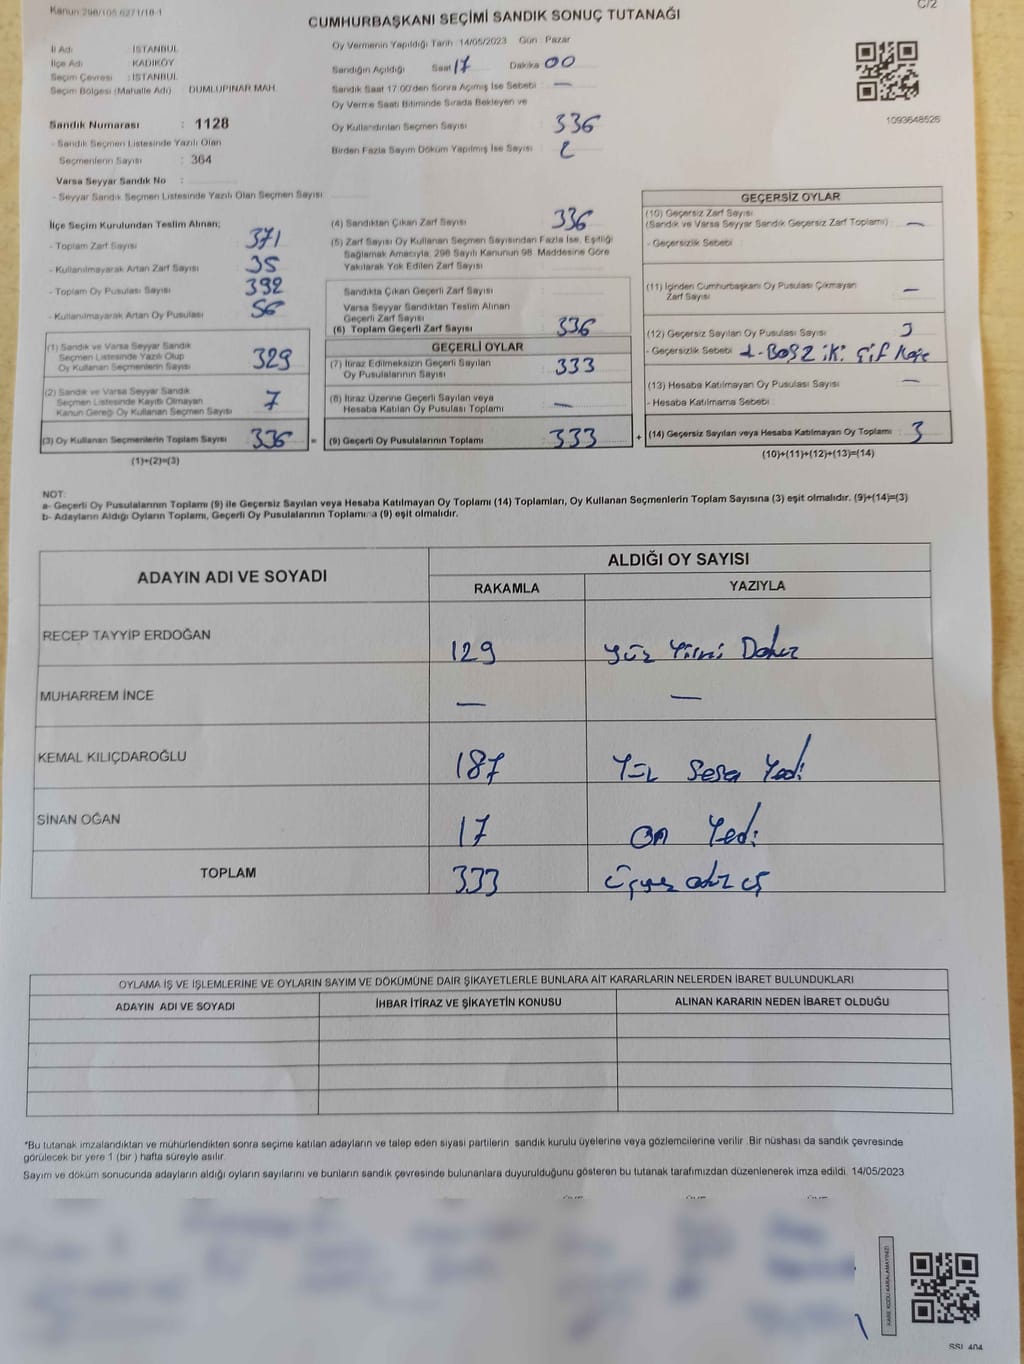 Kanun 298/105 6271/18-1
C/2
CUMHURBAŞKANI SEÇİMİ SANDIK SONUÇ TUTANAĞI
İl Adı : İSTANBUL
İlçe Adı : KADIKÖY
Seçim Çevresi : İSTANBUL
Seçim Bölgesi (Mahalle Adı) : DUMLUPINAR MAH.
Oy Vermenin Yapıldığı Tarih :14/05/2023 Gün : Pazar
Sandığın Açıldığı Saat 17 Dakika 00
Sandık Saat 17.00'den Sonra Açılmış İse Sebebi : —
Oy Verme Saati Bitiminde Sırada Bekleyen ve
Oy Kullandırılan Seçmen Sayısı 336
Birden Fazla Sayım Döküm Yapılmış İse Sayısı : 2
1093648526
Sandık Numarası : 1128
- Sandık Seçmen Listesinde Yazılı Olan
Seçmenlerin Sayısı : 364
Varsa Seyyar Sandık No :
- Seyyar Sandık Seçmen Listesinde Yazılı Olan Seçmen Sayısı
İlçe Seçim Kurulundan Teslim Alınan;
- Toplam Zarf Sayısı : 371
- Kullanılmayarak Artan Zarf Sayısı : 35
- Toplam Oy Pusulası Sayısı : 392
- Kullanılmayarak Artan Oy Pusulası : 56
(1) Sandık ve Varsa Seyyar Sandık
Seçmen Listesinde Yazılı Olup
Oy Kullanan Seçmenlerin Sayısı : 329
(2) Sandık ve Varsa Seyyar Sandık
Seçmen Listesinde Kayıtlı Olmayan
Kanun Gereği Oy Kullanan Seçmen Sayısı : 7
(3) Oy Kullanan Seçmenlerin Toplam Sayısı : 336
(1)+(2)=(3)
(4) Sandıktan Çıkan Zarf Sayısı : 336
(5) Zarf Sayısı Oy Kullanan Seçmen Sayısından Fazla İse, Eşitliği
Sağlamak Amacıyla; 298 Sayılı Kanunun 98. Maddesine Göre
Yakılarak Yok Edilen Zarf Sayısı :
Sandıkta Çıkan Geçerli Zarf Sayısı :
Varsa Seyyar Sandıktan Teslim Alınan
Geçerli Zarf Sayısı :
(6) Toplam Geçerli Zarf Sayısı : 336
GEÇERLİ OYLAR
(7) İtiraz Edilmeksizin Geçerli Sayılan
Oy Pusulalarının Sayısı : 333
(8) İtiraz Üzerine Geçerli Sayılan veya
Hesaba Katılan Oy Pusulası Toplamı : —
= (9) Geçerli Oy Pusulalarının Toplamı : 333
GEÇERSİZ OYLAR
(10) Geçersiz Zarf Sayısı
(Sandık ve Varsa Seyyar Sandık Geçersiz Zarf Toplamı) : —
- Geçersizlik Sebebi :
(11) İçinden Cumhurbaşkanı Oy Pusulası Çıkmayan
Zarf Sayısı : —
(12) Geçersiz Sayılan Oy Pusulası Sayısı : 3
- Geçersizlik Sebebi :
(13) Hesaba Katılmayan Oy Pusulası Sayısı : —
- Hesaba Katılmama Sebebi :
+ (14) Geçersiz Sayılan veya Hesaba Katılmayan Oy Toplamı : 3
(10)+(11)+(12)+(13)=(14)
NOT:
a- Geçerli Oy Pusulalarının Toplamı (9) ile Geçersiz Sayılan veya Hesaba Katılmayan Oy Toplamı (14) Toplamları, Oy Kullanan Seçmenlerin Toplam Sayısına (3) eşit olmalıdır. (9)+(14)=(3)
b- Adayların Aldığı Oyların Toplamı, Geçerli Oy Pusulalarının Toplamına (9) eşit olmalıdır.
ADAYIN ADI VE SOYADI
ALDIĞI OY SAYISI
RAKAMLA YAZIYLA
RECEP TAYYİP ERDOĞAN 129 Yüz Yirmi Dokuz
MUHARREM İNCE — —
KEMAL KILIÇDAROĞLU 187 Yüz Seksen Yedi
SİNAN OĞAN 17 On Yedi
TOPLAM 333 Üçyüz otuz üç
OYLAMA İŞ VE İŞLEMLERİNE VE OYLARIN SAYIM VE DÖKÜMÜNE DAİR ŞİKAYETLERLE BUNLARA AİT KARARLARIN NELERDEN İBARET BULUNDUKLARI
ADAYIN ADI VE SOYADI İHBAR İTİRAZ VE ŞİKAYETİN KONUSU ALINAN KARARIN NEDEN İBARET OLDUĞU
*Bu tutanak imzalandıktan ve mühürlendikten sonra seçime katılan adayların ve talep eden siyasi partilerin sandık kurulu üyelerine veya gözlemcilerine verilir .Bir nüshası da sandık çevresinde
görülecek bir yere 1 (bir ) hafta süreyle asılır.
Sayım ve döküm sonucunda adayların aldığı oyların sayılarını ve bunların sandık çevresinde bulunanlara duyurulduğunu gösteren bu tutanak tarafımızdan düzenlenerek imza edildi. 14/05/2023
KARE KODU KARALAMAYINIZ!